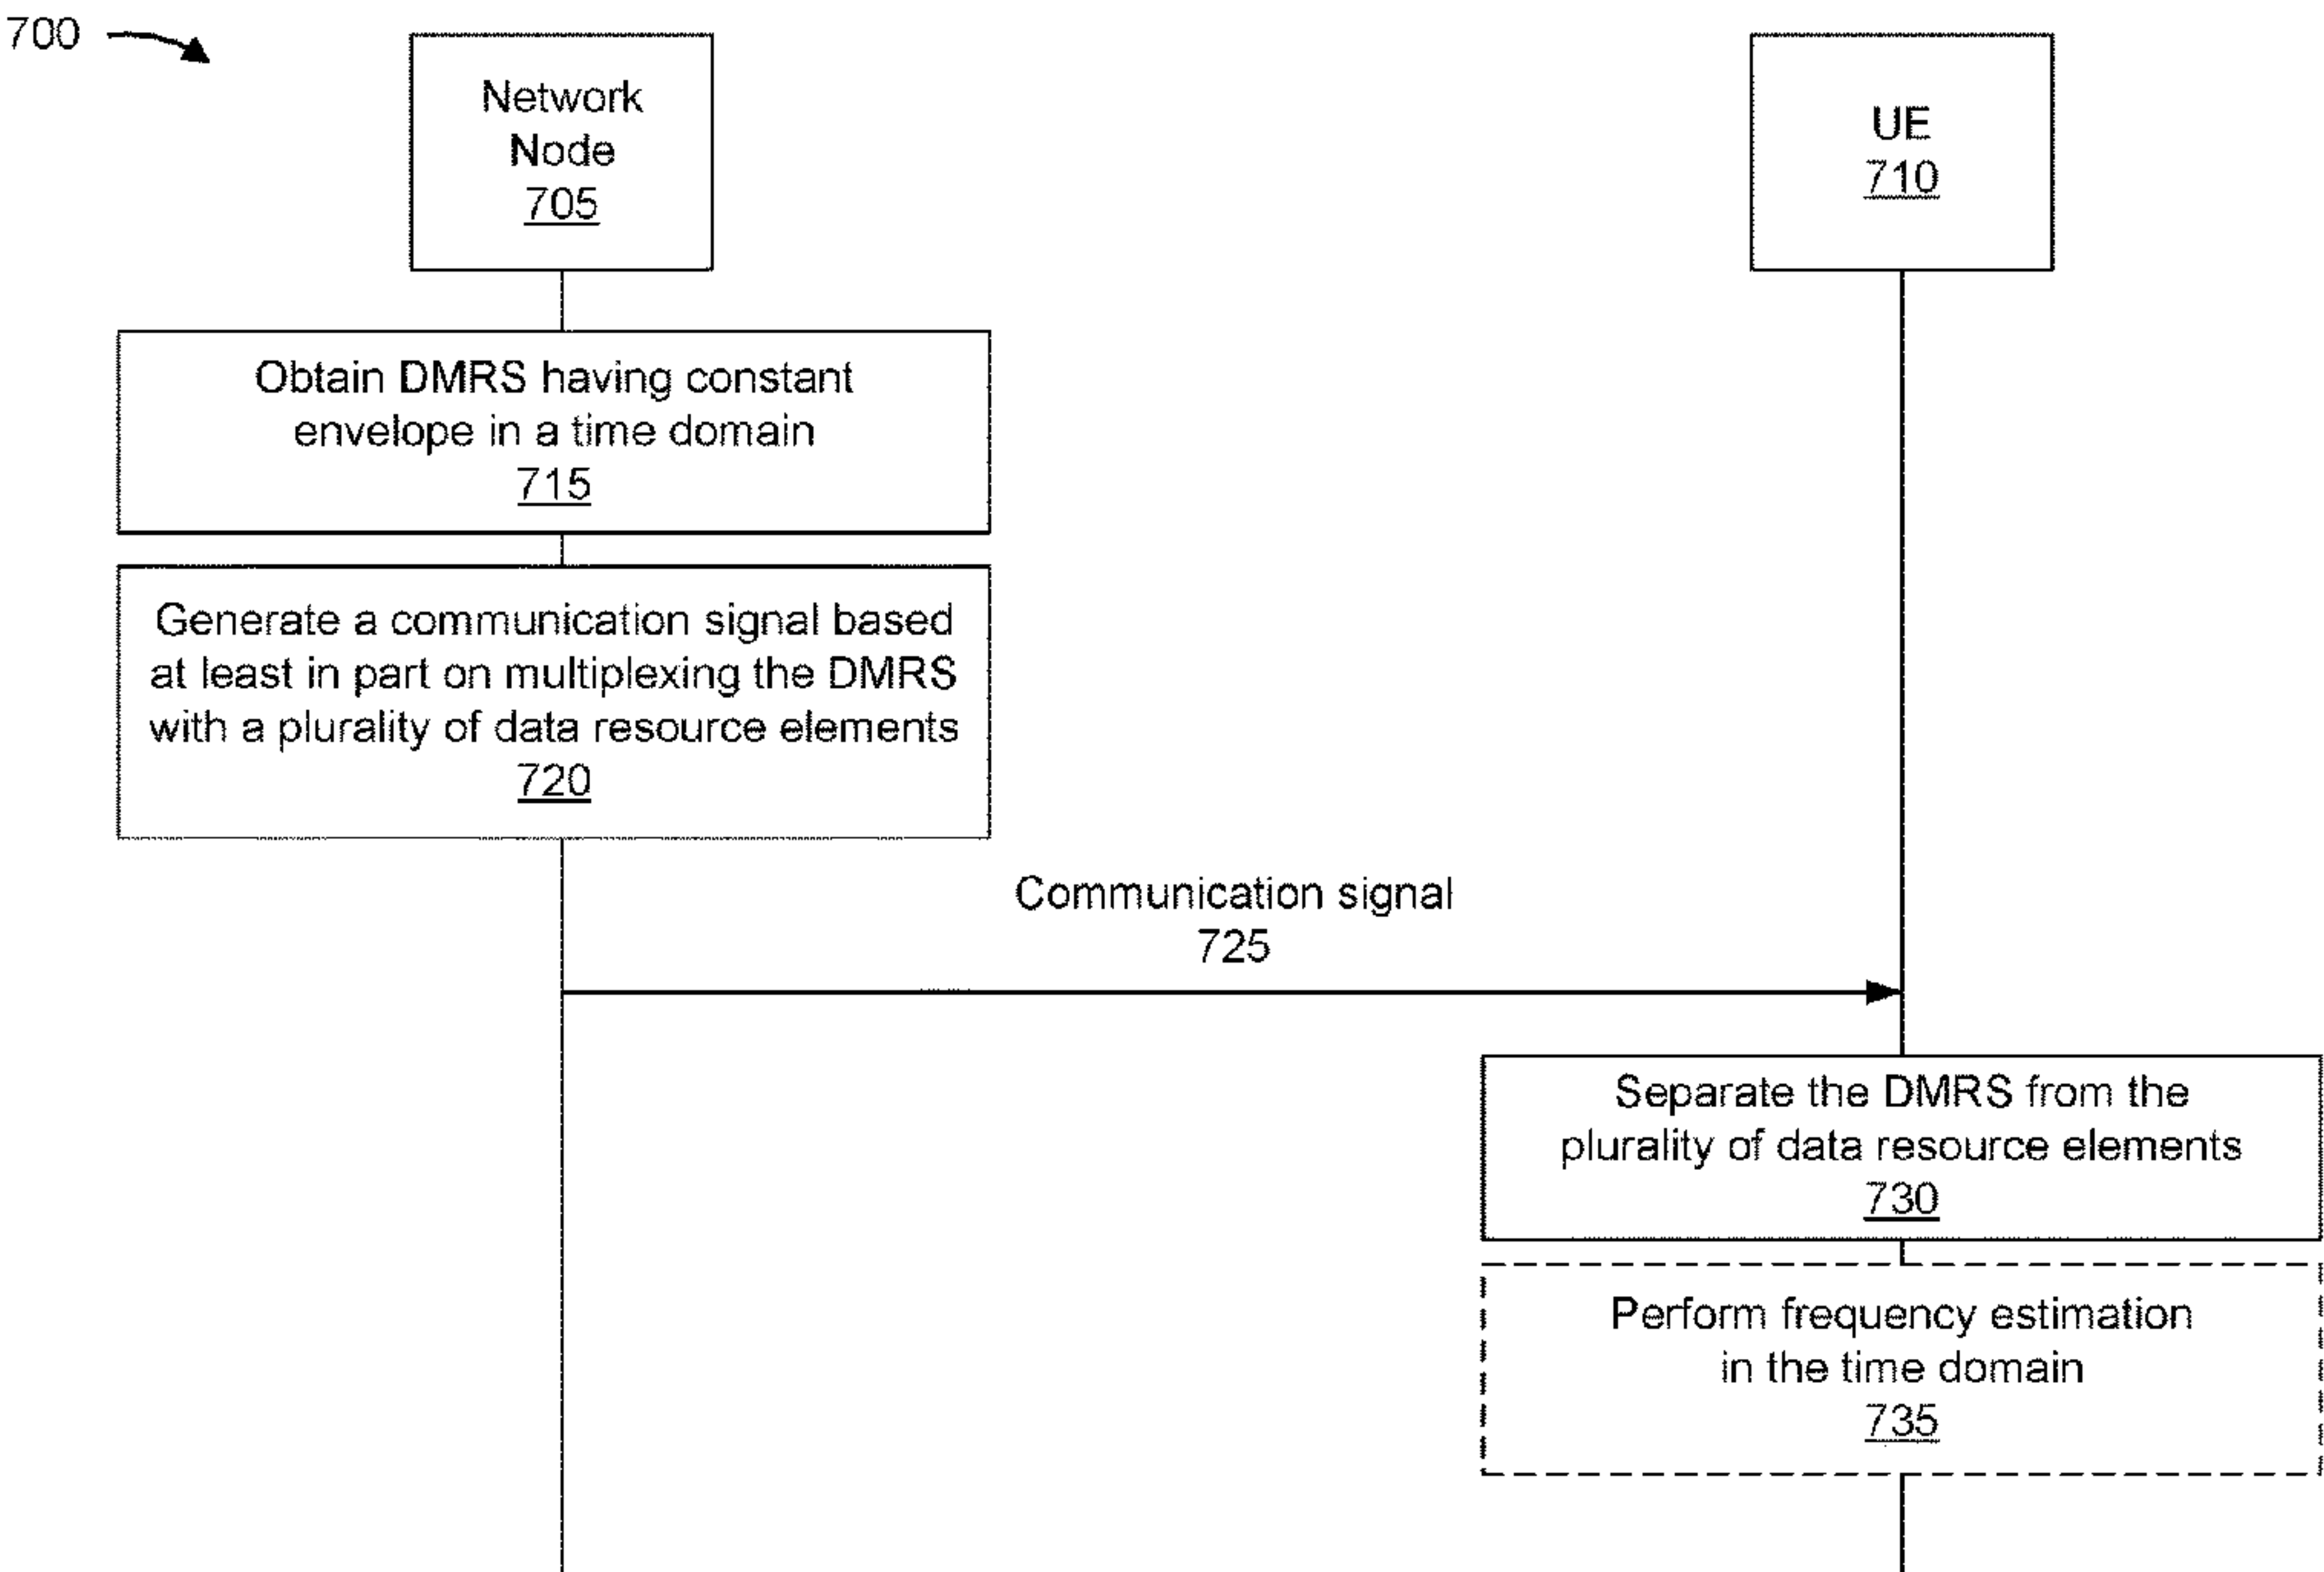 700
Network
Node
705
UE
710
Obtain DMRS having constant
envelope in a time domain
715
Generate a communication signal based
at least in part on multiplexing the DMRS
with a plurality of data resource elements
720
Communication signal
725
Separate the DMRS from the
plurality of data resource elements
730
Perform frequency estimation
in the time domain
735